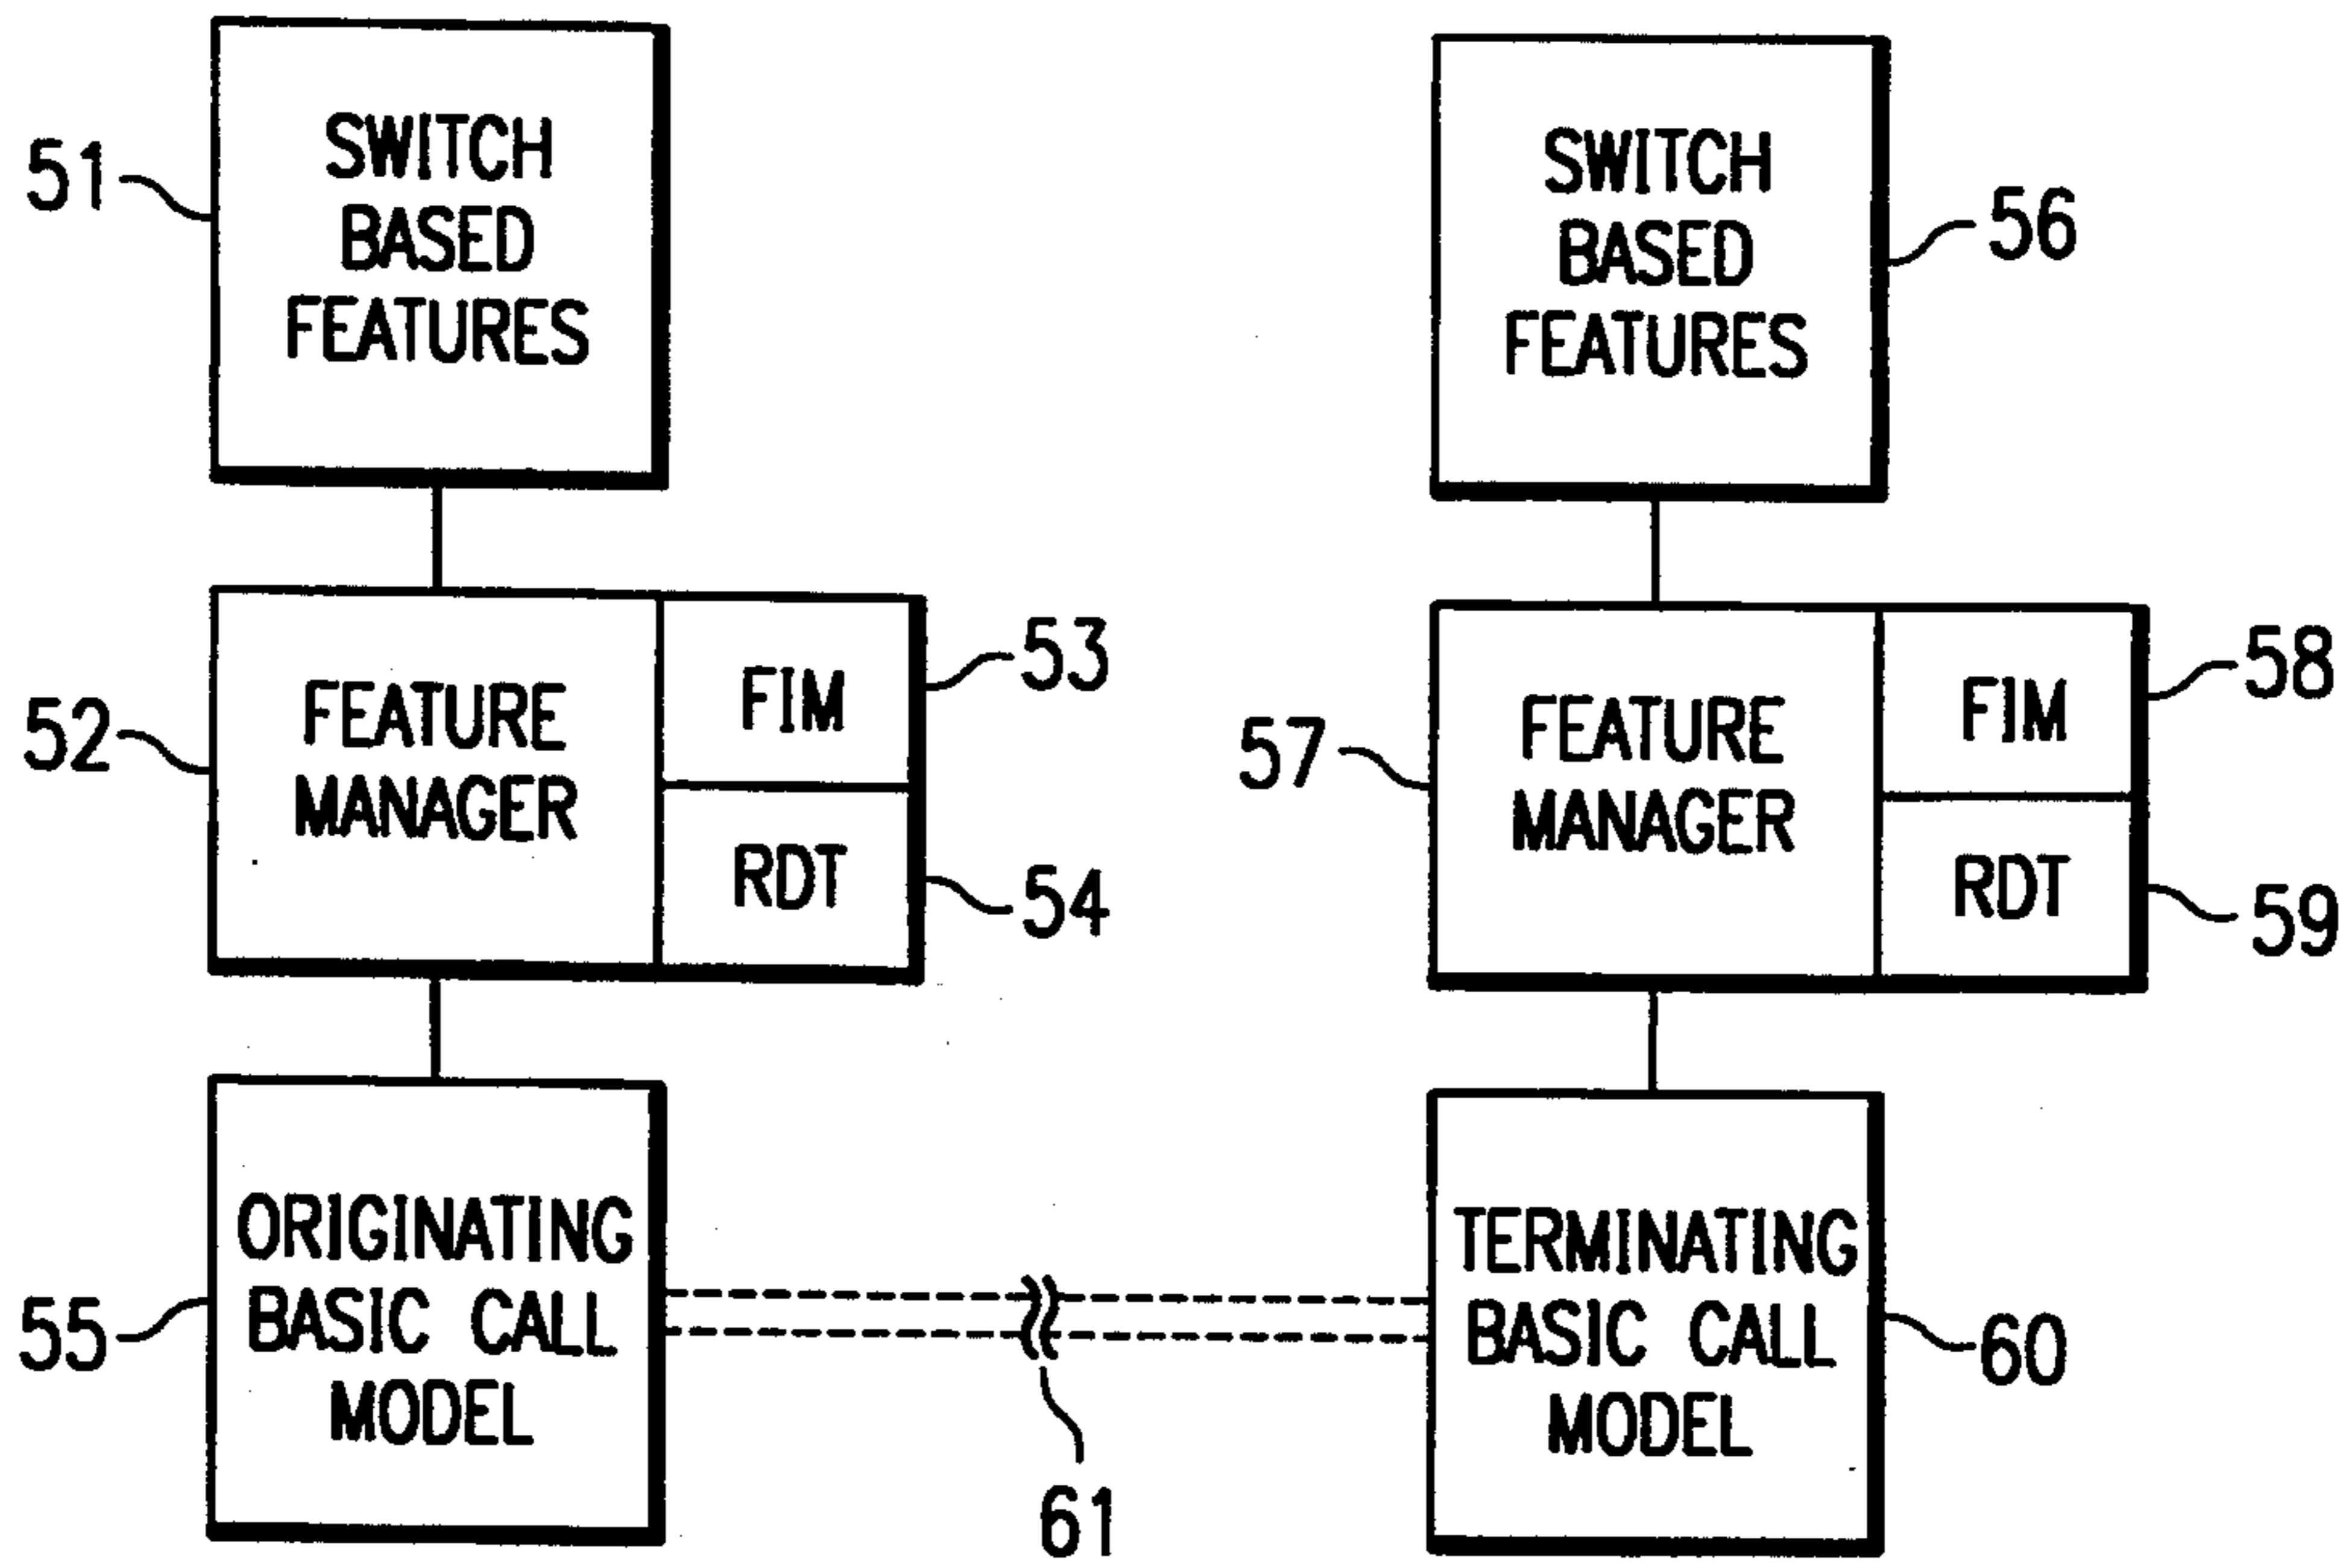 51
SWITCH
BASED
FEATURES
SWITCH
BASED
FEATURES
56
52
FEATURE
MANAGER
FIM
53
RDT
54
57
FEATURE
MANAGER
FIM
58
RDT
59
55
ORIGINATING
BASIC CALL
MODEL
61
TERMINATING
BASIC CALL
MODEL
60